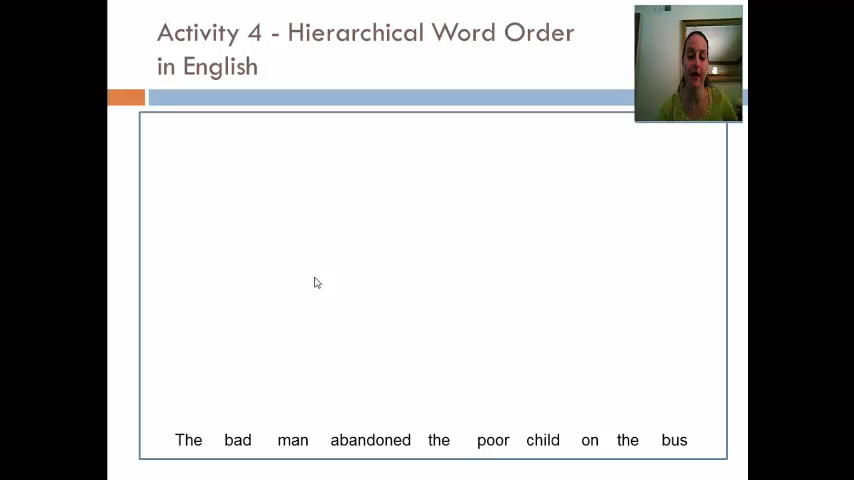 Activity 4 - Hierarchical Word Order
in English
The bad man abandoned the poor child on the bus